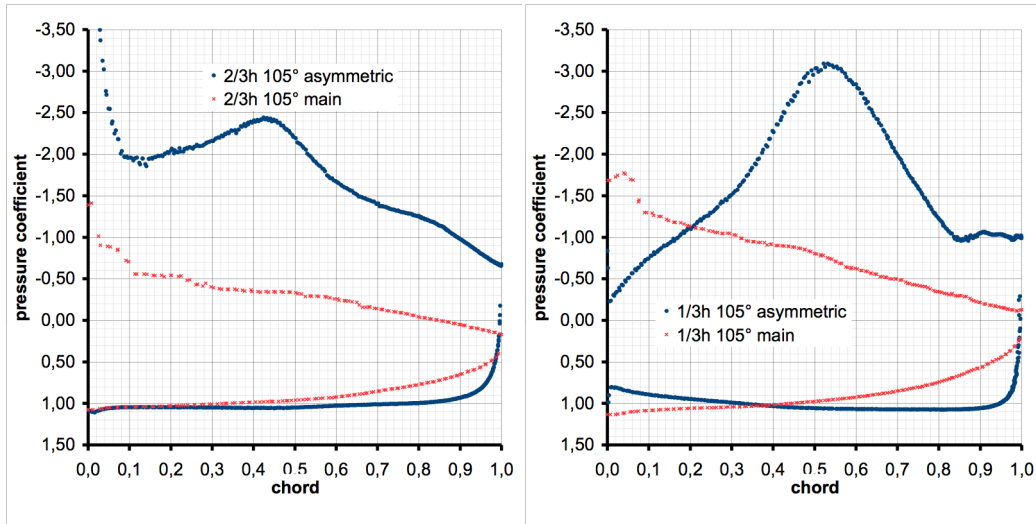 -3,50
-3,00
-2,50
-2,00
-1,50
-1,00
-0,50
0,00
0,50
1,00
1,50
pressure coefficient
2/3h 105° asymmetric
2/3h 105° main
0,0 0,1 0,2 0,3 0,4 0,5 0,6 0,7 0,8 0,9 1,0
chord
-3,50
-3,00
-2,50
-2,00
-1,50
-1,00
-0,50
0,00
0,50
1,00
1,50
pressure coefficient
1/3h 105° asymmetric
1/3h 105° main
0,0 0,1 0,2 0,3 0,4 0,5 0,6 0,7 0,8 0,9 1,0
chord